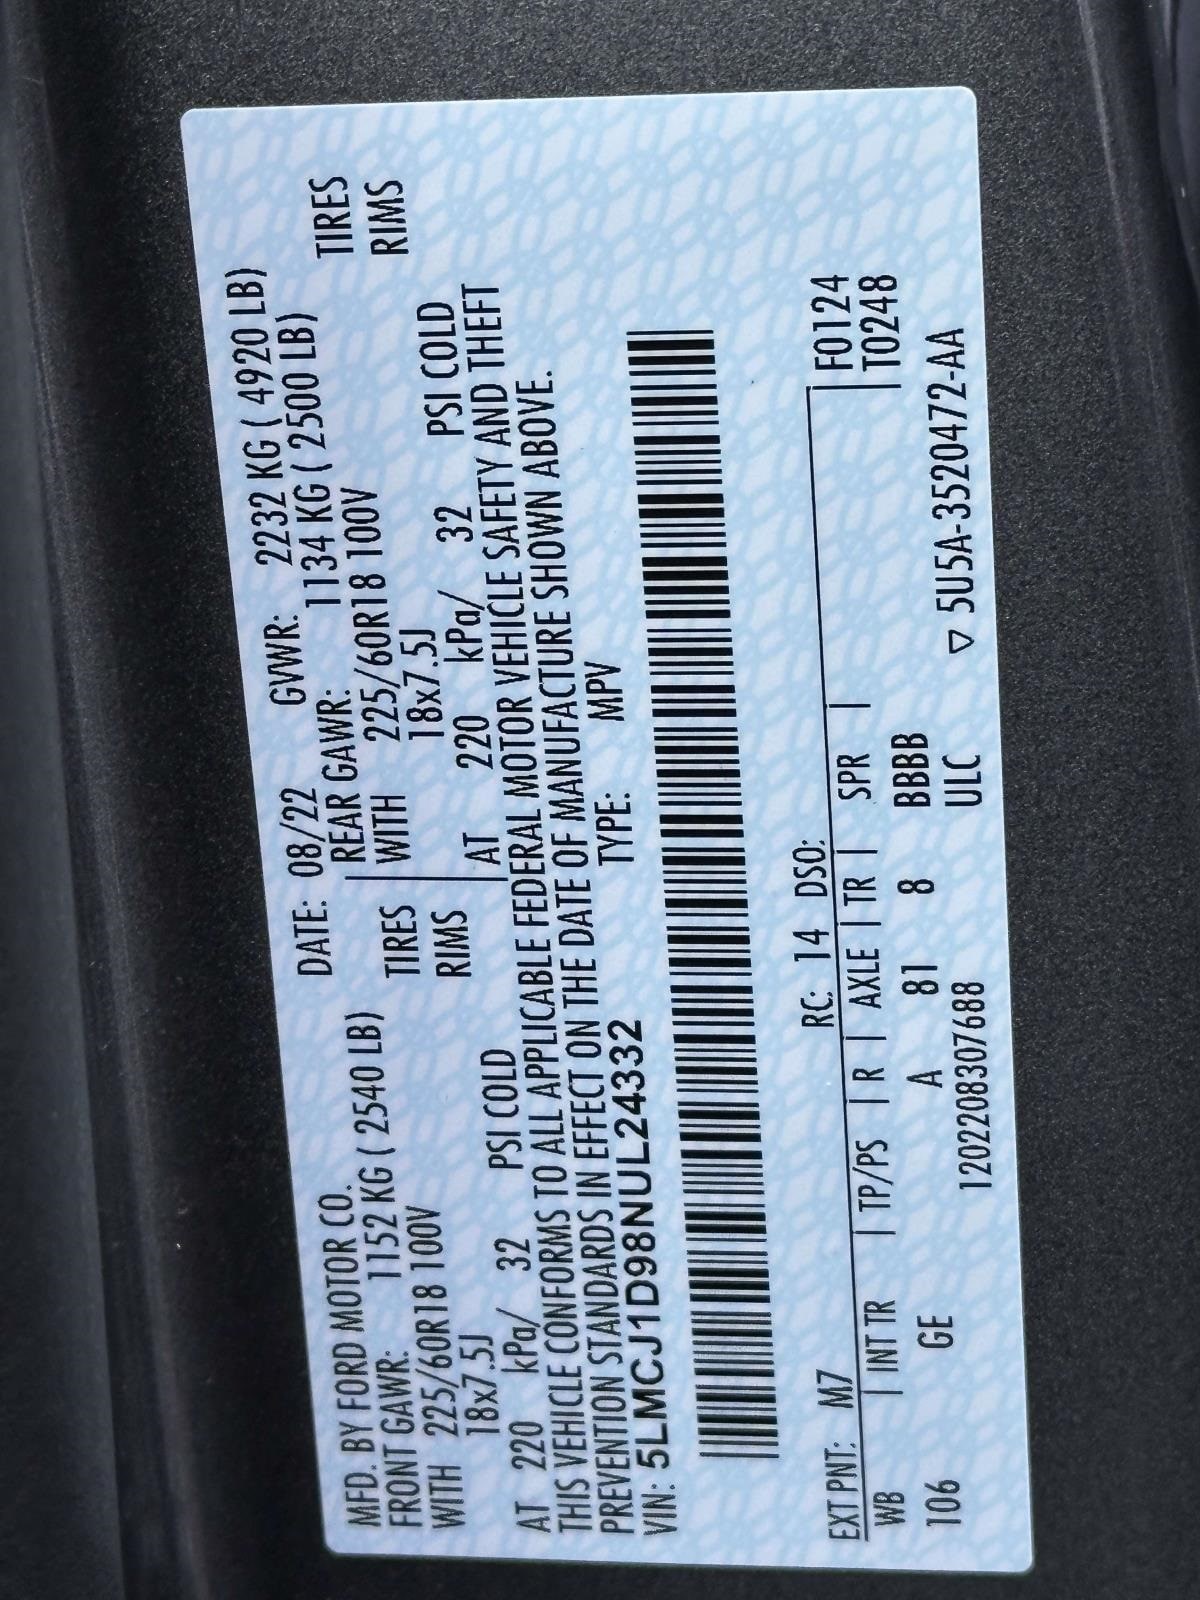 MFD. BY FORD MOTOR CO. DATE: 08/22 GVWR: 2232 KG ( 4920 LB)
FRONT GAWR: 1152 KG ( 2540 LB) REAR GAWR: 1134 KG ( 2500 LB)
WITH 225/60R18 100V TIRES WITH 225/60R18 100V TIRES
18x7.5J RIMS 18x7.5J RIMS
AT 220 kPa/ 32 PSI COLD AT 220 kPa/ 32 PSI COLD
THIS VEHICLE CONFORMS TO ALL APPLICABLE FEDERAL MOTOR VEHICLE SAFETY AND THEFT
PREVENTION STANDARDS IN EFFECT ON THE DATE OF MANUFACTURE SHOWN ABOVE.
VIN: 5LMCJ1D98NUL24332 TYPE: MPV
EXT PNT: M7 RC: 14 DSO:
WB INT TR TP/PS R AXLE TR SPR F0124
T0248
106 GE A 81 8 BBBB
ULC
1202208307688 ▽ 5U5A-3520472-AA